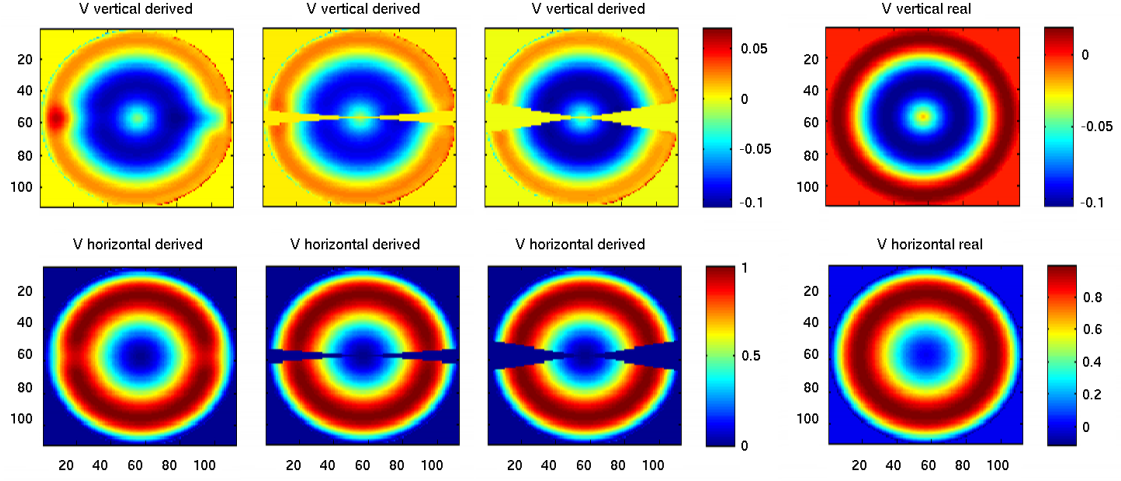 V vertical derived V vertical derived V vertical derived V vertical real
20 40 60 80 100
0.05 0 -0.05 -0.1
20 40 60 80 100
0 -0.05 -0.1
V horizontal derived V horizontal derived V horizontal derived V horizontal real
20 40 60 80 100
1 0.5 0
20 40 60 80 100
0.8 0.6 0.4 0.2 0
20 40 60 80 100 20 40 60 80 100 20 40 60 80 100 20 40 60 80 100